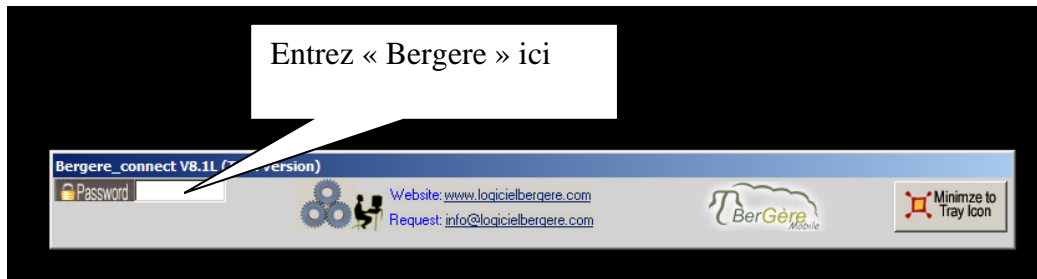 Entrez « Bergere » ici
Bergere_connect V8.1L (T version)
Password
Website: www.logicielbergere.com
Request: info@logicielbergere.com
BerGère
Mobile
Minimze to
Tray Icon